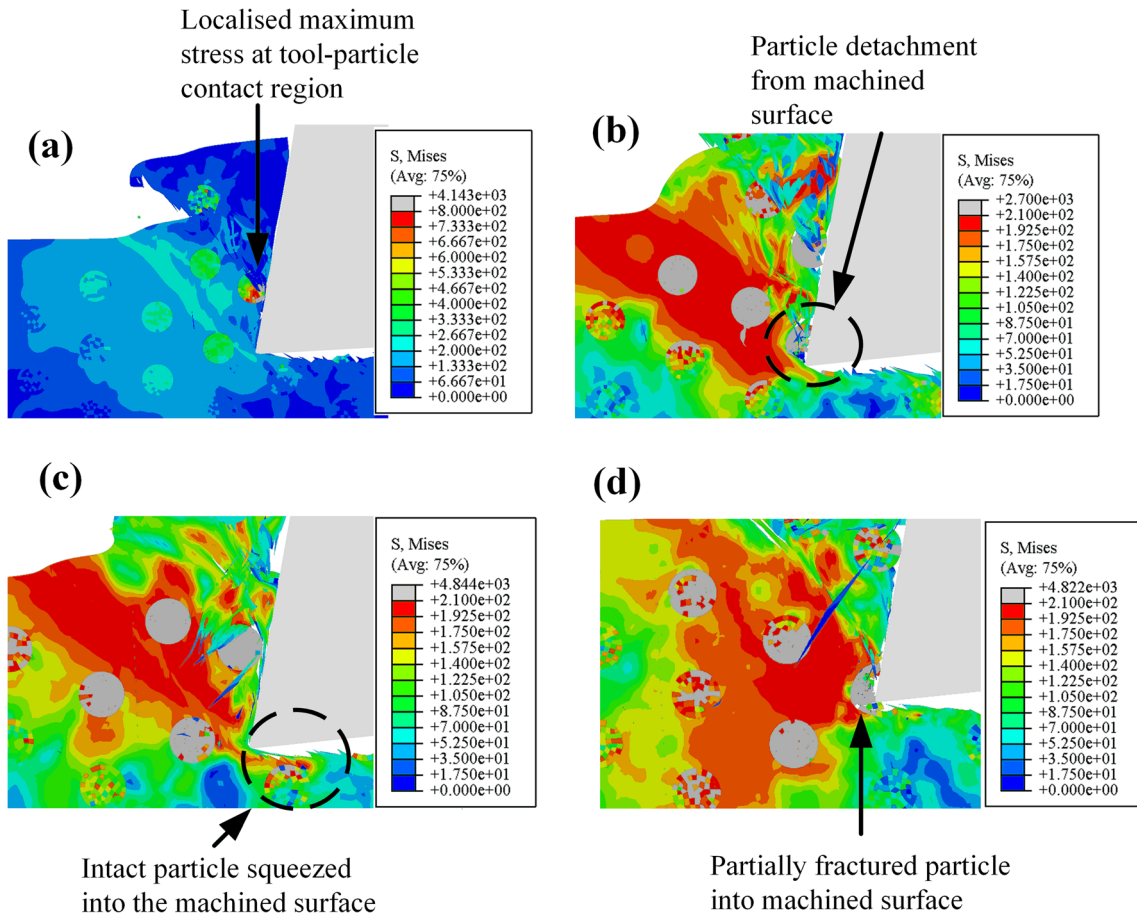 Localised maximum
stress at tool-particle
contact region
Particle detachment
from machined
surface
(a)
S, Mises
(Avg: 75%)
+4.143e+03
+8.000e+02
+7.333e+02
+6.667e+02
+6.000e+02
+5.333e+02
+4.667e+02
+4.000e+02
+3.333e+02
+2.667e+02
+2.000e+02
+1.333e+02
+6.667e+01
+0.000e+00
(b)
S, Mises
(Avg: 75%)
+2.700e+03
+2.100e+02
+1.925e+02
+1.750e+02
+1.575e+02
+1.400e+02
+1.225e+02
+1.050e+02
+8.750e+01
+7.000e+01
+5.250e+01
+3.500e+01
+1.750e+01
+0.000e+00
(c)
S, Mises
(Avg: 75%)
+4.844e+03
+2.100e+02
+1.925e+02
+1.750e+02
+1.575e+02
+1.400e+02
+1.225e+02
+1.050e+02
+8.750e+01
+7.000e+01
+5.250e+01
+3.500e+01
+1.750e+01
+0.000e+00
(d)
S, Mises
(Avg: 75%)
+4.822e+03
+2.100e+02
+1.925e+02
+1.750e+02
+1.575e+02
+1.400e+02
+1.225e+02
+1.050e+02
+8.750e+01
+7.000e+01
+5.250e+01
+3.500e+01
+1.750e+01
+0.000e+00
Intact particle squeezed
into the machined surface
Partially fractured particle
into machined surface